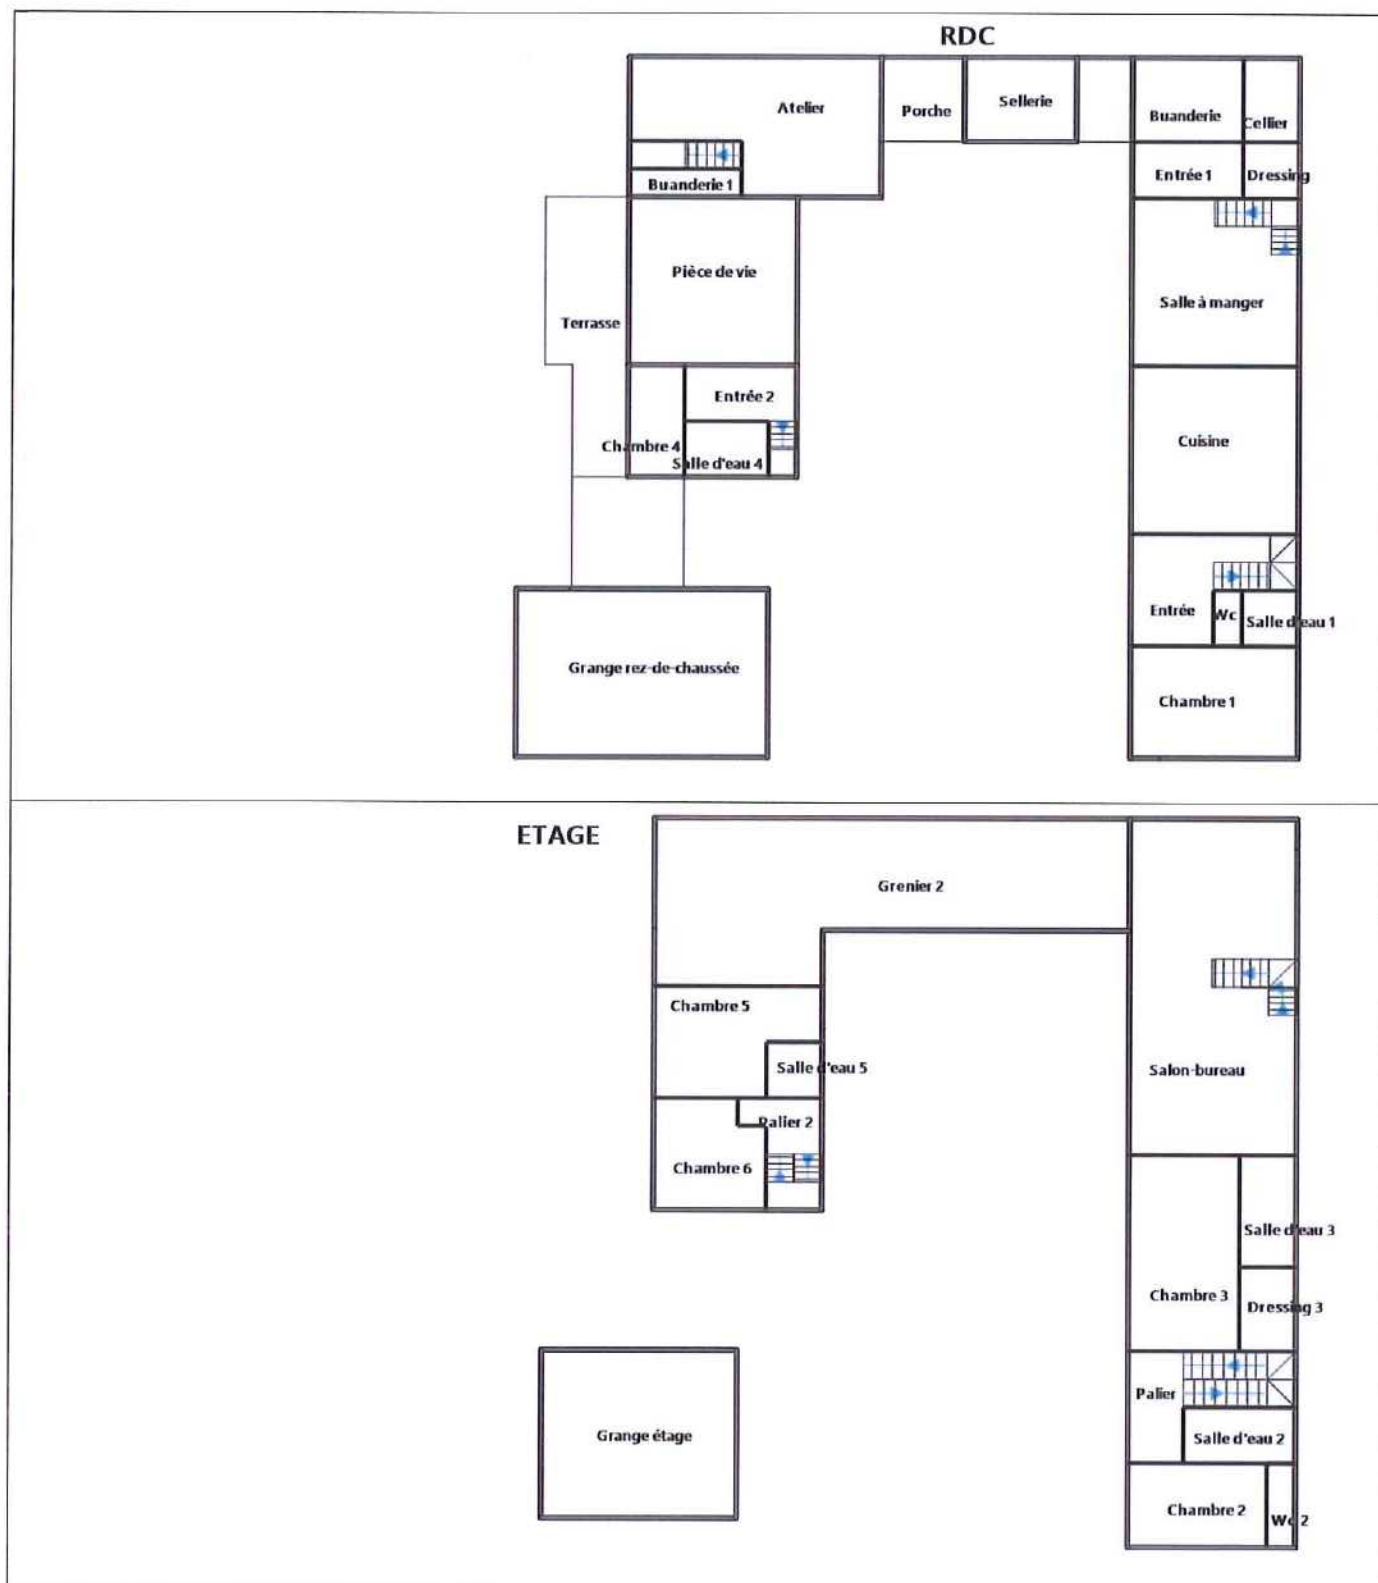 RDC
Atelier
Porche
Sellerie
Buanderie
Cellier
Buanderie 1
Entrée 1
Dressing
Pièce de vie
Terrasse
Salle à manger
Entrée 2
Chambre 4
Salle d'eau 4
Cuisine
Entrée
Wc
Salle d'eau 1
Grange rez-de-chaussée
Chambre 1
ETAGE
Grenier 2
Chambre 5
Salle d'eau 5
Salon-bureau
Palier 2
Chambre 6
Salle d'eau 3
Chambre 3
Dressing 3
Palier
Grange étage
Salle d'eau 2
Chambre 2
Wc 2